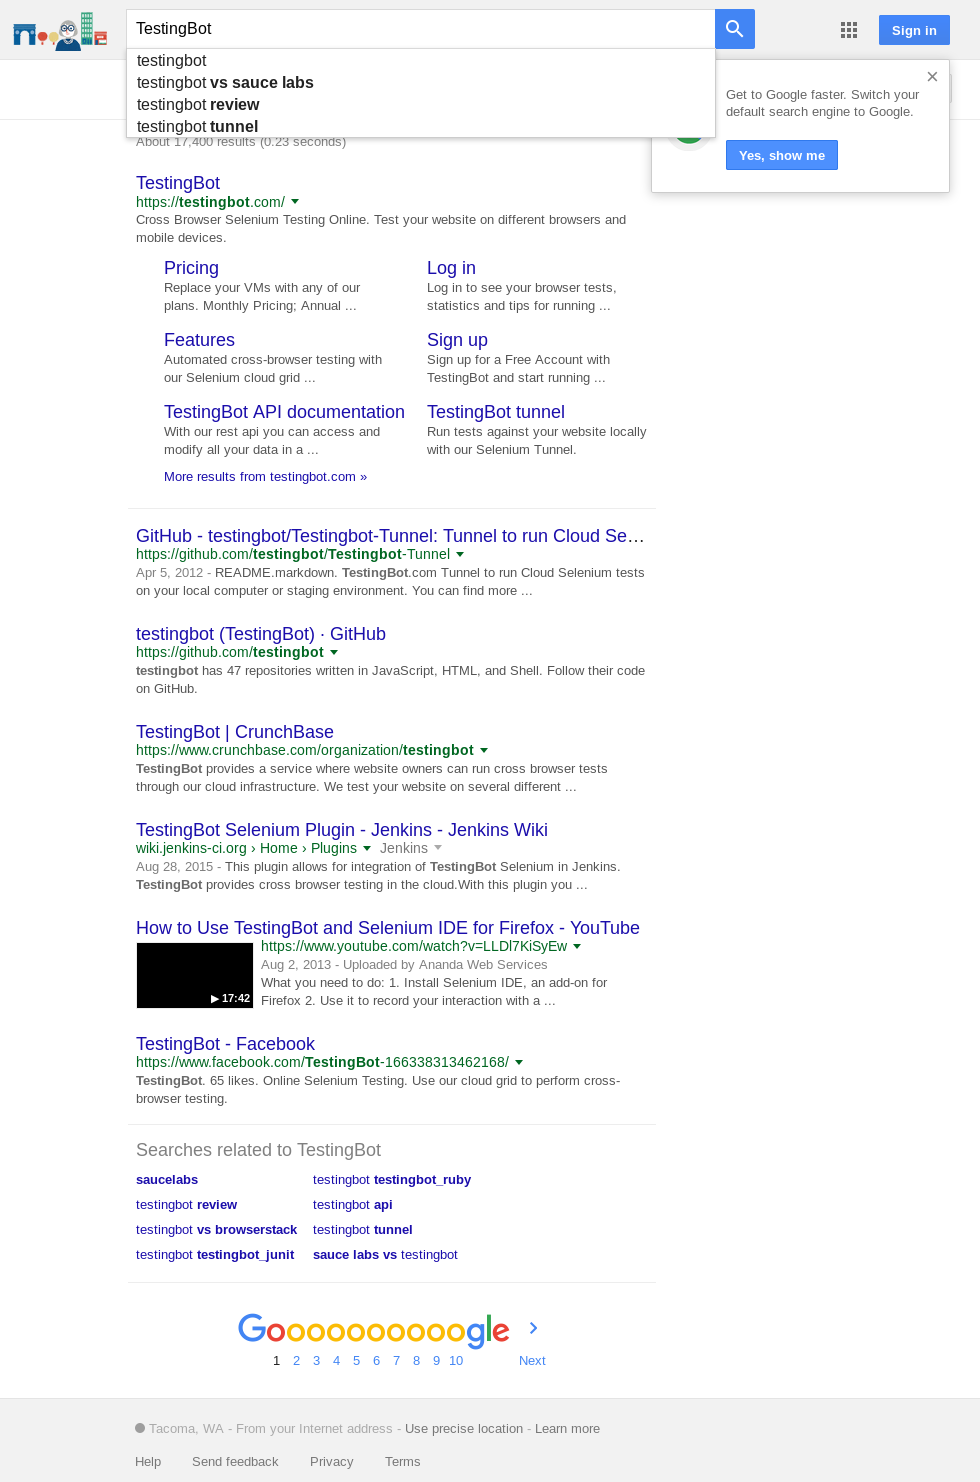 TestingBot
Sign in
testingbot
testingbot vs sauce labs
testingbot review
testingbot tunnel
Get to Google faster. Switch your
default search engine to Google.
Yes, show me
About 17,400 results (0.23 seconds)
TestingBot
https://testingbot.com/
Cross Browser Selenium Testing Online. Test your website on different browsers and
mobile devices.
Pricing
Replace your VMs with any of our
plans. Monthly Pricing; Annual ...
Log in
Log in to see your browser tests,
statistics and tips for running ...
Features
Automated cross-browser testing with
our Selenium cloud grid ...
Sign up
Sign up for a Free Account with
TestingBot and start running ...
TestingBot API documentation
With our rest api you can access and
modify all your data in a ...
TestingBot tunnel
Run tests against your website locally
with our Selenium Tunnel.
More results from testingbot.com »
GitHub - testingbot/Testingbot-Tunnel: Tunnel to run Cloud Se...
https://github.com/testingbot/Testingbot-Tunnel
Apr 5, 2012 - README.markdown. TestingBot.com Tunnel to run Cloud Selenium tests
on your local computer or staging environment. You can find more ...
testingbot (TestingBot) · GitHub
https://github.com/testingbot
testingbot has 47 repositories written in JavaScript, HTML, and Shell. Follow their code
on GitHub.
TestingBot | CrunchBase
https://www.crunchbase.com/organization/testingbot
TestingBot provides a service where website owners can run cross browser tests
through our cloud infrastructure. We test your website on several different ...
TestingBot Selenium Plugin - Jenkins - Jenkins Wiki
wiki.jenkins-ci.org › Home › Plugins Jenkins
Aug 28, 2015 - This plugin allows for integration of TestingBot Selenium in Jenkins.
TestingBot provides cross browser testing in the cloud.With this plugin you ...
How to Use TestingBot and Selenium IDE for Firefox - YouTube
https://www.youtube.com/watch?v=LLDl7KiSyEw
Aug 2, 2013 - Uploaded by Ananda Web Services
What you need to do: 1. Install Selenium IDE, an add-on for
Firefox 2. Use it to record your interaction with a ...
▶ 17:42
TestingBot - Facebook
https://www.facebook.com/TestingBot-166338313462168/
TestingBot. 65 likes. Online Selenium Testing. Use our cloud grid to perform cross-
browser testing.
Searches related to TestingBot
saucelabs
testingbot testingbot_ruby
testingbot review
testingbot api
testingbot vs browserstack
testingbot tunnel
testingbot testingbot_junit
sauce labs vs testingbot
Goooooooooogle
1 2 3 4 5 6 7 8 9 10 Next
Tacoma, WA - From your Internet address - Use precise location - Learn more
Help Send feedback Privacy Terms